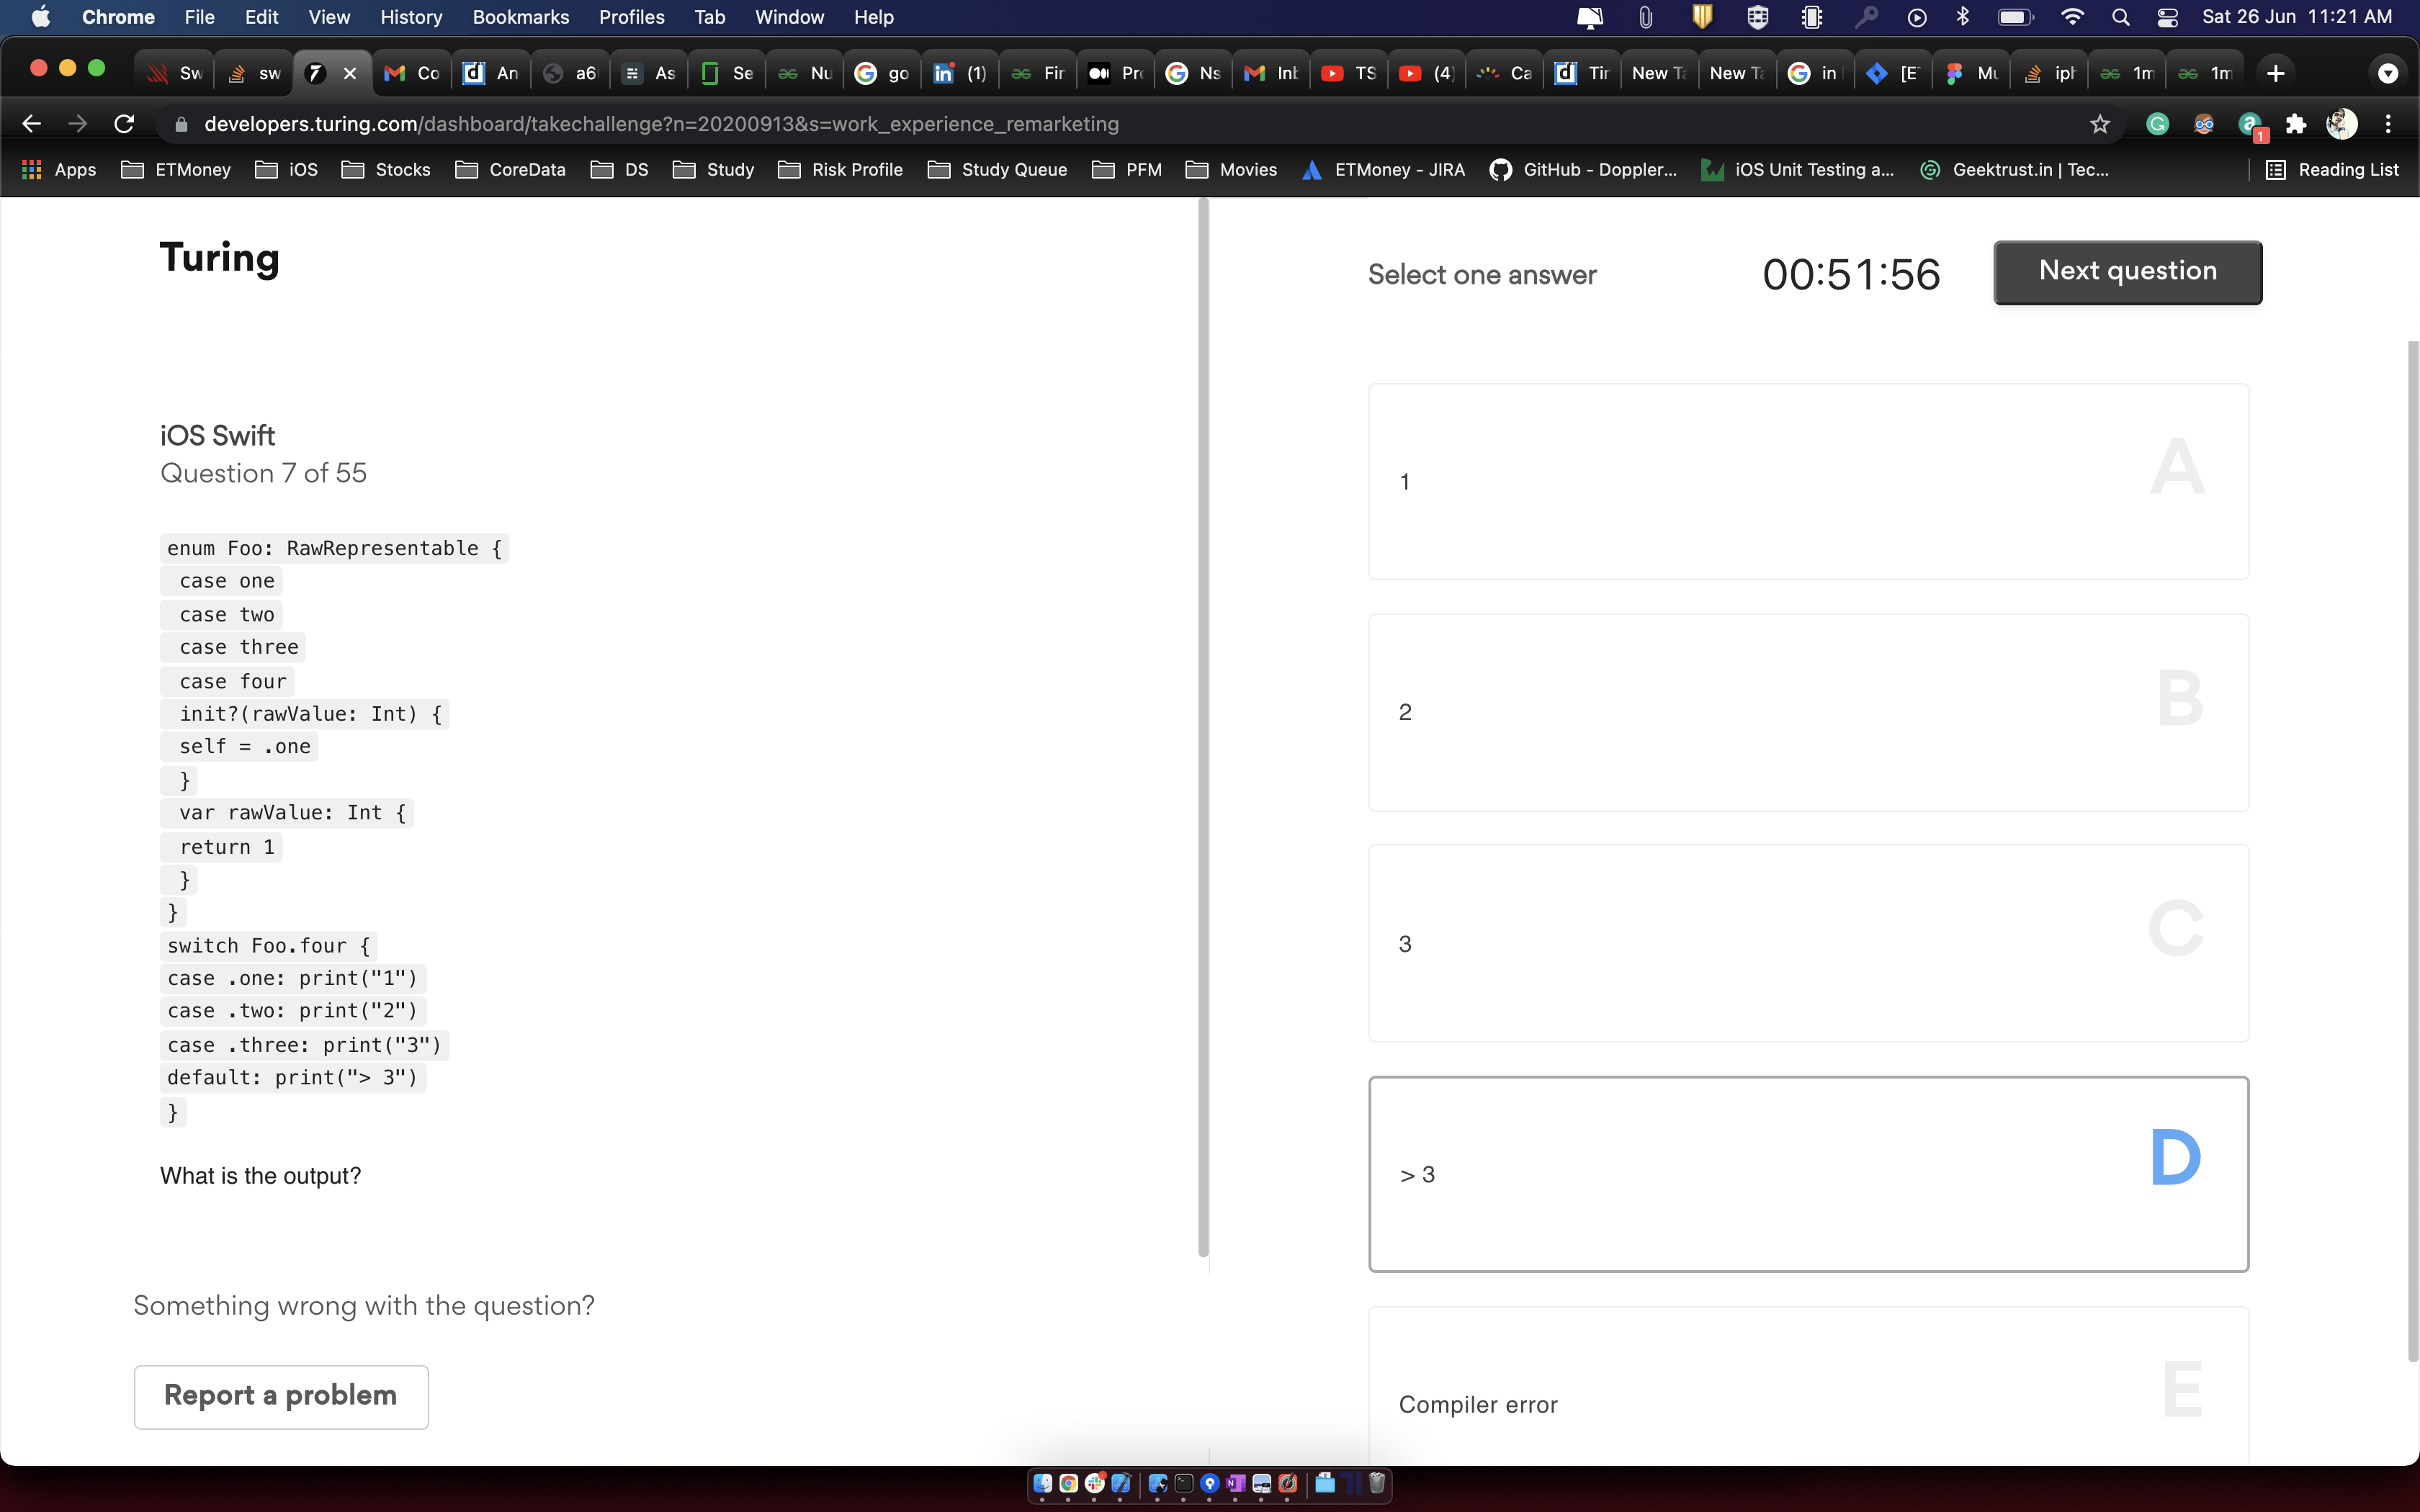 Chrome File Edit View History Bookmarks Profiles Tab Window Help Sat 26 Jun 11:21 AM
Sw sw Co An a6 As Se Nu go (1) Fir Pr Ns Int TS (4) Ca Tir New Ta New Ta in [E Mu iph 1m 1m
developers.turing.com/dashboard/takechallenge?n=20200913&s=work_experience_remarketing 1
Apps ETMoney iOS Stocks CoreData DS Study Risk Profile Study Queue PFM Movies ETMoney - JIRA GitHub - Doppler... iOS Unit Testing a... Geektrust.in | Tec... Reading List
Turing
iOS Swift
Question 7 of 55
enum Foo: RawRepresentable {
case one
case two
case three
case four
init?(rawValue: Int) {
self = .one
}
var rawValue: Int {
return 1
}
}
switch Foo.four {
case .one: print("1")
case .two: print("2")
case .three: print("3")
default: print("> 3")
}
What is the output?
Something wrong with the question?
Report a problem
Select one answer 00:51:56 Next question
1 A
2 B
3 C
> 3 D
Compiler error E